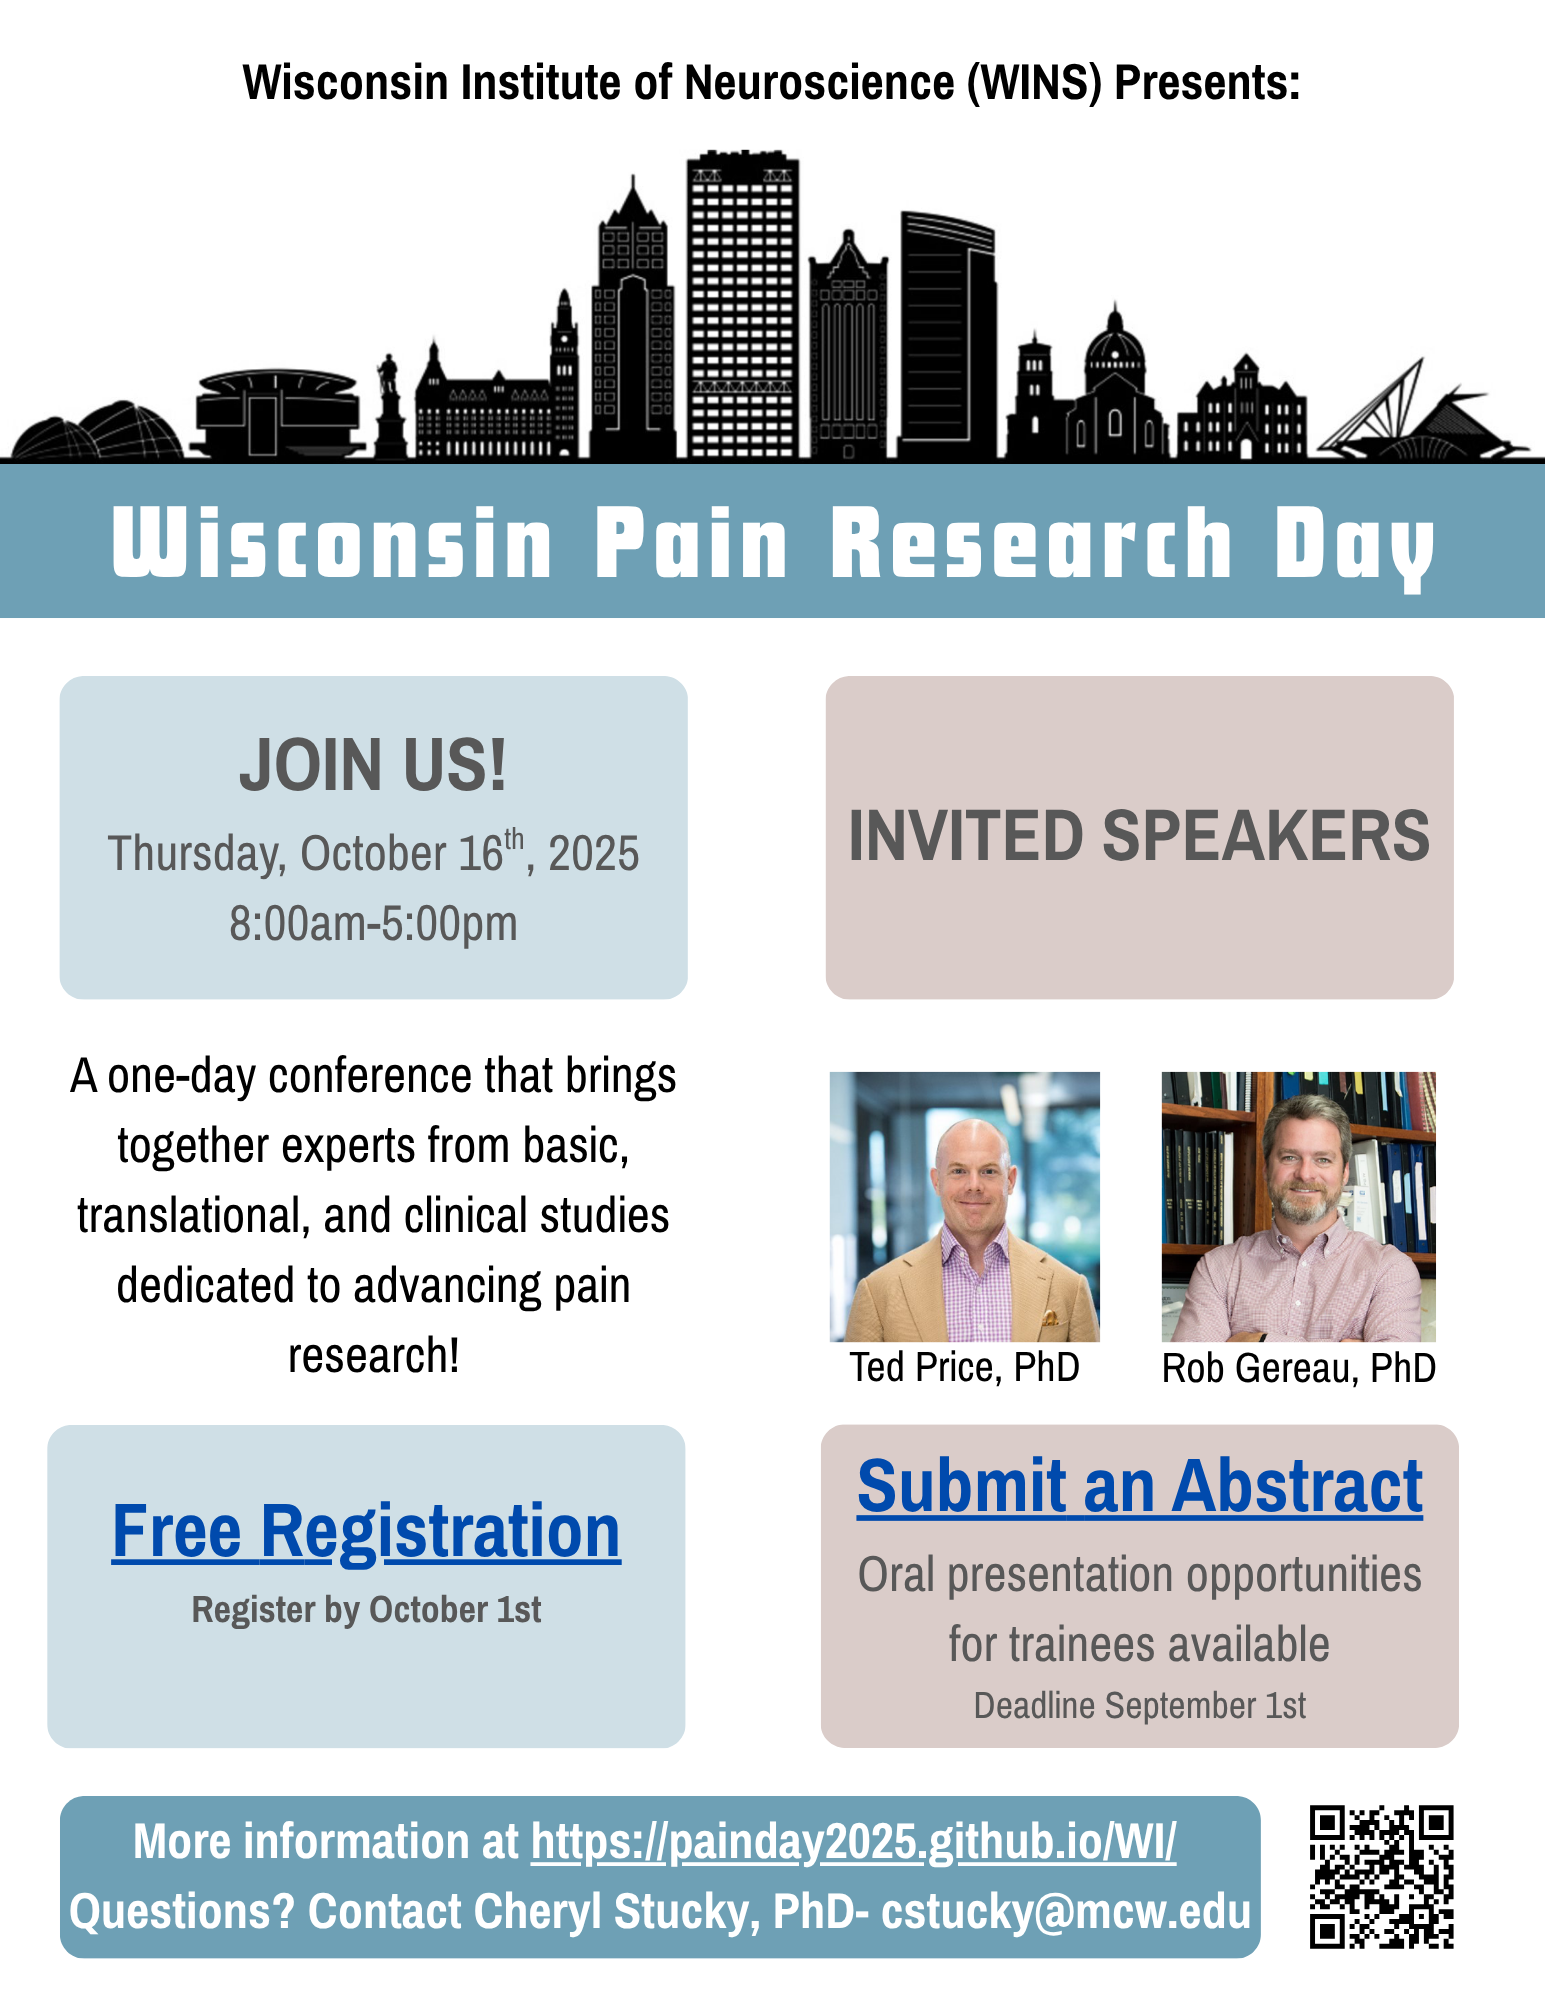 Wisconsin Institute of Neuroscience (WINS) Presents:
Wisconsin Pain Research Day
JOIN US!
Thursday, October 16th, 2025
8:00am-5:00pm
INVITED SPEAKERS
A one-day conference that brings
together experts from basic,
translational, and clinical studies
dedicated to advancing pain
research!
Ted Price, PhD
Rob Gereau, PhD
Free Registration
Register by October 1st
Submit an Abstract
Oral presentation opportunities
for trainees available
Deadline September 1st
More information at https://painday2025.github.io/WI/
Questions? Contact Cheryl Stucky, PhD- cstucky@mcw.edu